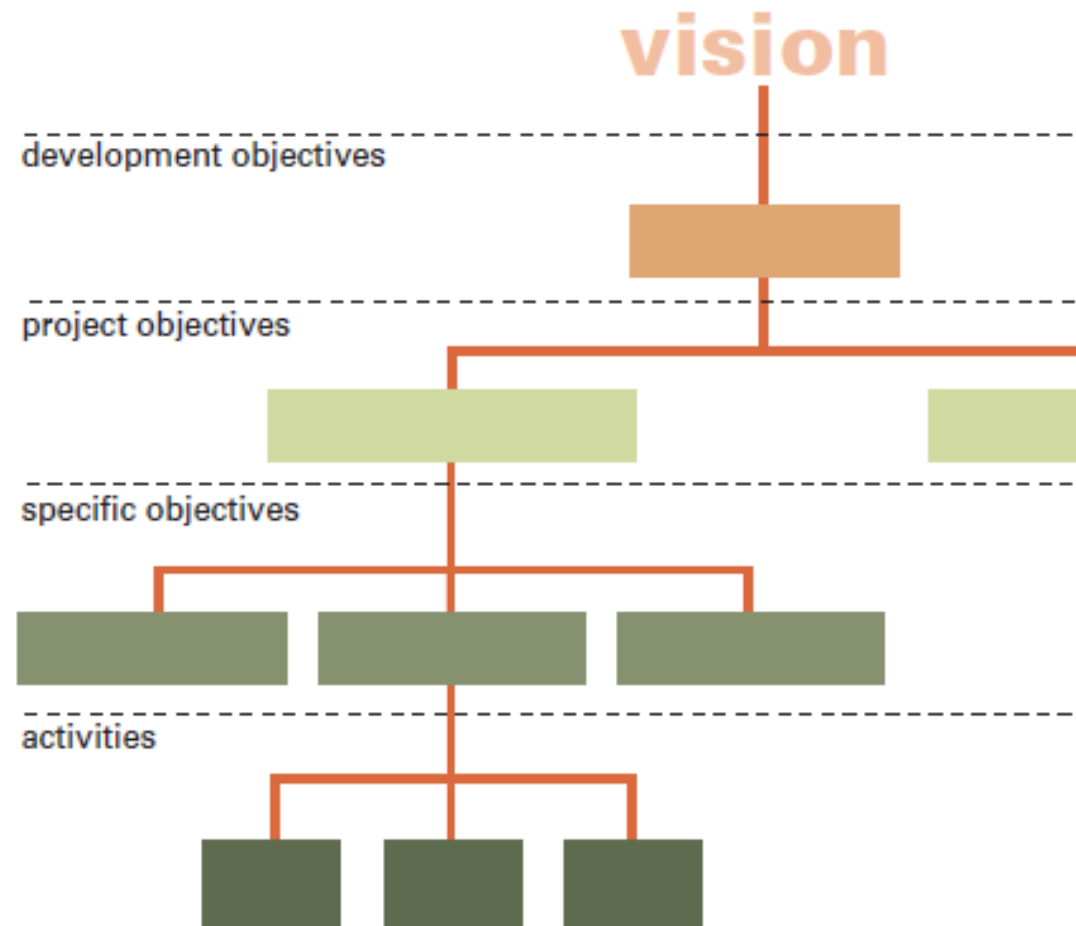 vision
development objectives
project objectives
specific objectives
activities